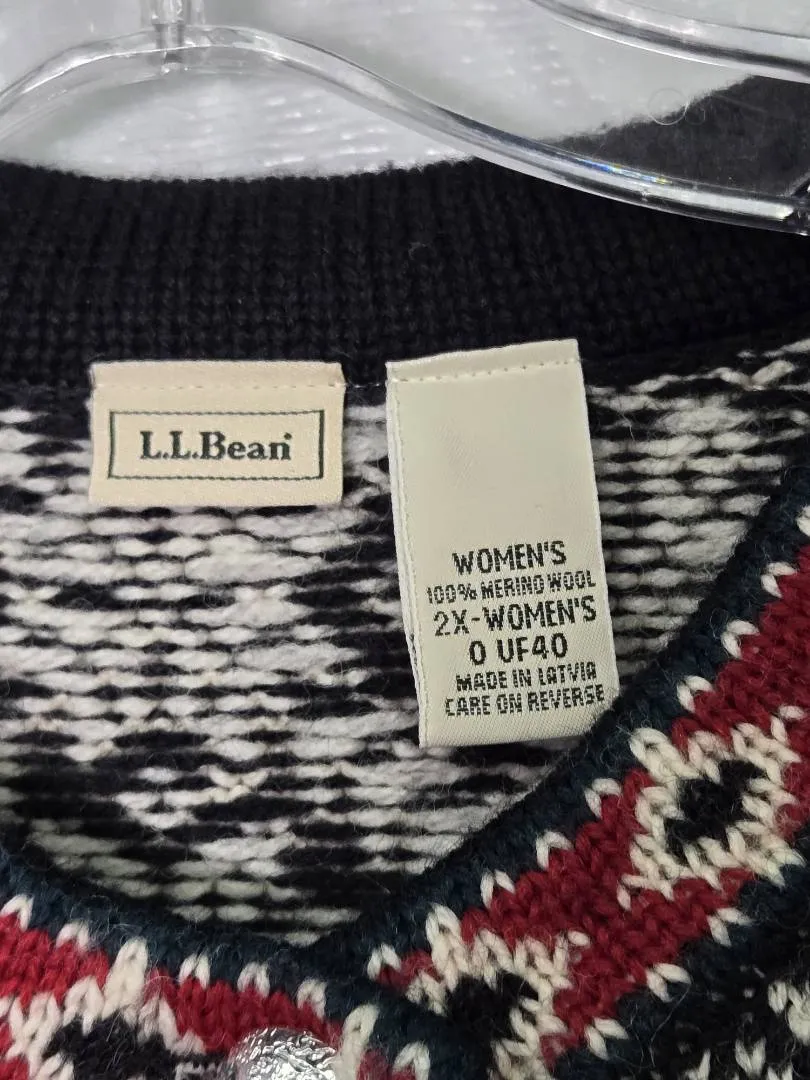 L.L.Bean
WOMEN'S
100% MERINO WOOL
2X-WOMEN'S
0 UF40
MADE IN LATVIA
CARE ON REVERSE